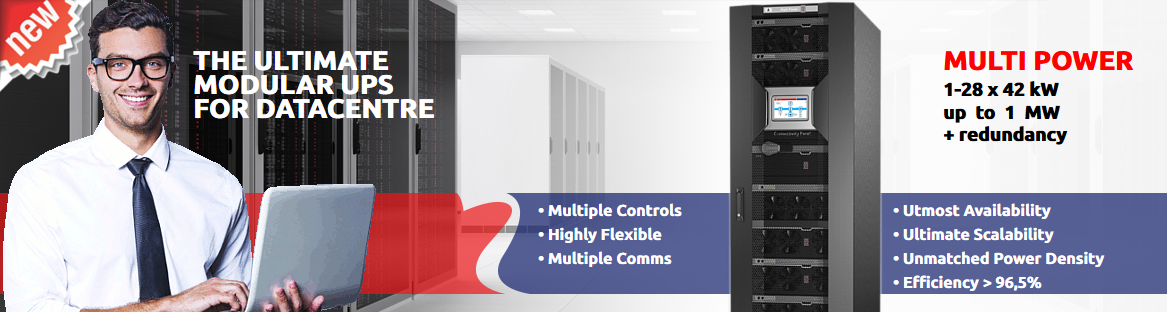 new
THE ULTIMATE
MODULAR UPS
FOR DATACENTRE
MULTI POWER
1-28 x 42 kW
up to 1 MW
+ redundancy
• Multiple Controls
• Highly Flexible
• Multiple Comms
• Utmost Availability
• Ultimate Scalability
• Unmatched Power Density
• Efficiency > 96,5%